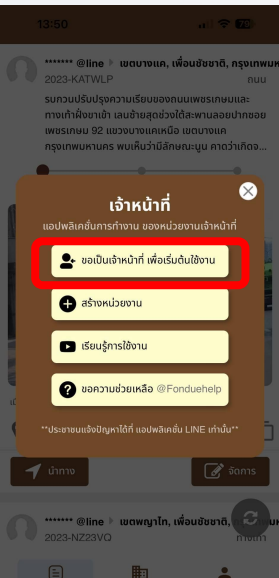 13:50
******* @line ▸ เขตบางแค, เพื่อนชัชชาติ, กรุงเทพมห
2023-KATWLP ถนน
รบกวนปรับปรุงความเรียบของถนนเพชรเกษมและ
ทางเท้าฝั่งขาเข้า เลนซ้ายสุดช่วงใต้สะพานลอยปากซอย
เพชรเกษม 92 แขวงบางแคเหนือ เขตบางแค
กรุงเทพมหานคร พบเห็นว่ามีลักษณะนูน คาดว่าเกิดจ...
เจ้าหน้าที่
แอปพลิเคชั่นการทำงาน ของหน่วยงานเจ้าหน้าที่
ขอเป็นเจ้าหน้าที่ เพื่อเริ่มต้นใช้งาน
สร้างหน่วยงาน
เรียนรู้การใช้งาน
ขอความช่วยเหลือ @Fonduehelp
**ประชาชนแจ้งปัญหาได้ที่ แอปพลิเคชั่น LINE เท่านั้น**
นำทาง จัดการ
******* @line ▸ เขตพญาไท, เพื่อนชัชชาติ,
2023-NZ23VQ ทางเท้า